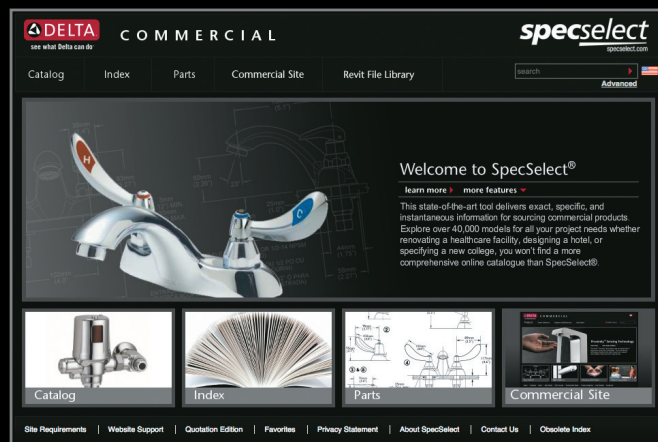 DELTA
see what Delta can do
COMMERCIAL
specselect
specselect.com
Catalog Index Parts Commercial Site Revit File Library
search
Advanced
H
C
Welcome to SpecSelect®
learn more more features
This state-of-the-art tool delivers exact, specific, and
instantaneous information for sourcing commercial products.
Explore over 40,000 models for all your project needs whether
renovating a healthcare facility, designing a hotel, or
specifying a new college, you won't find a more
comprehensive online catalogue than SpecSelect®.
Catalog
Index
Parts
Commercial Site
Site Requirements | Website Support | Quotation Edition | Favorites | Privacy Statement | About SpecSelect | Contact Us | Obsolete Index